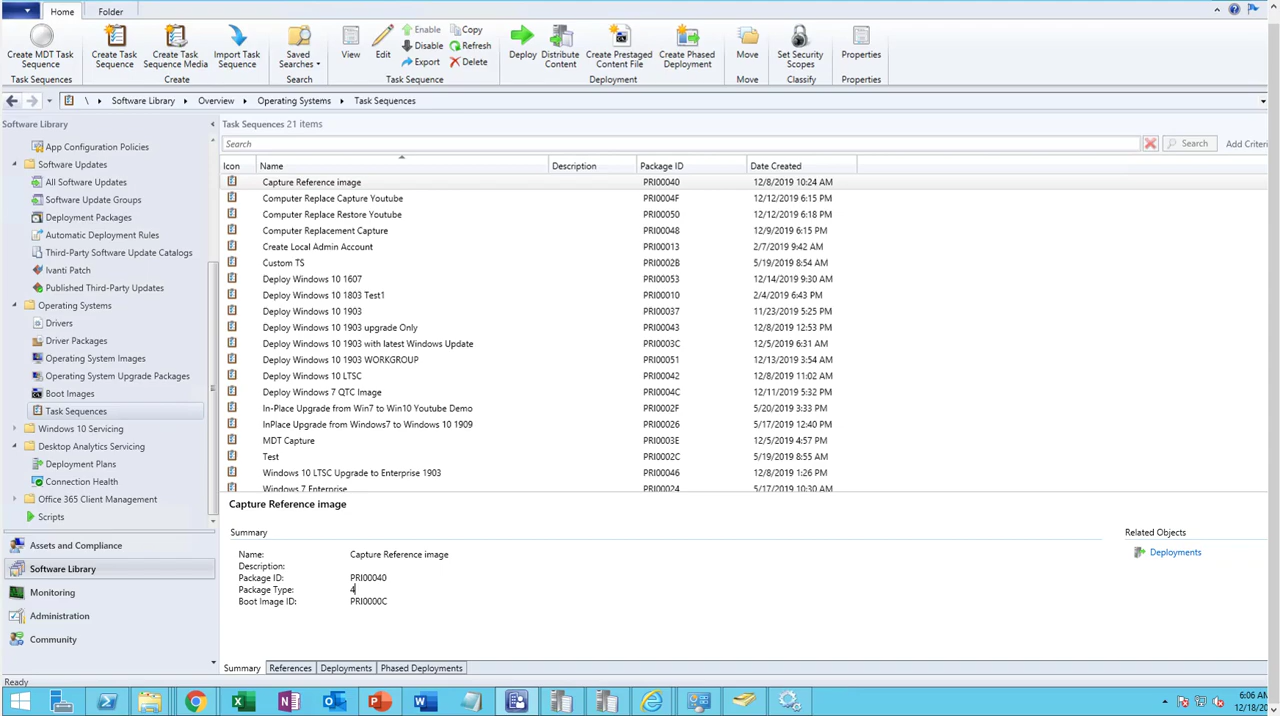 Home Folder
Create MDT Task Sequence
Create Task Sequence
Create Task Sequence Media
Import Task Sequence
Saved Searches
View
Edit
Enable
Disable
Export
Copy
Refresh
Delete
Deploy
Distribute Content
Create Prestaged Content File
Create Phased Deployment
Move
Set Security Scopes
Properties
Task Sequences Create Search Task Sequence Deployment Move Classify Properties
\ Software Library Overview Operating Systems Task Sequences
Software Library
App Configuration Policies
Software Updates
All Software Updates
Software Update Groups
Deployment Packages
Automatic Deployment Rules
Third-Party Software Update Catalogs
Ivanti Patch
Published Third-Party Updates
Operating Systems
Drivers
Driver Packages
Operating System Images
Operating System Upgrade Packages
Boot Images
Task Sequences
Windows 10 Servicing
Desktop Analytics Servicing
Deployment Plans
Connection Health
Office 365 Client Management
Scripts
Assets and Compliance
Software Library
Monitoring
Administration
Community
Task Sequences 21 items
Search Search Add Criteri
Icon Name Description Package ID Date Created
Capture Reference image PRI00040 12/8/2019 10:24 AM
Computer Replace Capture Youtube PRI0004F 12/12/2019 6:15 PM
Computer Replace Restore Youtube PRI00050 12/12/2019 6:18 PM
Computer Replacement Capture PRI00048 12/9/2019 6:15 PM
Create Local Admin Account PRI00013 2/7/2019 9:42 AM
Custom TS PRI0002B 5/19/2019 8:54 AM
Deploy Windows 10 1607 PRI00053 12/14/2019 9:30 AM
Deploy Windows 10 1803 Test1 PRI00010 2/4/2019 6:43 PM
Deploy Windows 10 1903 PRI00037 11/23/2019 5:25 PM
Deploy Windows 10 1903 upgrade Only PRI00043 12/8/2019 12:53 PM
Deploy Windows 10 1903 with latest Windows Update PRI0003C 12/5/2019 6:31 AM
Deploy Windows 10 1903 WORKGROUP PRI00051 12/13/2019 3:54 AM
Deploy Windows 10 LTSC PRI00042 12/8/2019 11:02 AM
Deploy Windows 7 QTC Image PRI0004C 12/11/2019 5:32 PM
In-Place Upgrade from Win7 to Win10 Youtube Demo PRI0002F 5/20/2019 3:33 PM
InPlace Upgrade from Windows7 to Windows 10 1909 PRI00026 5/17/2019 12:40 PM
MDT Capture PRI0003E 12/5/2019 4:57 PM
Test PRI0002C 5/19/2019 8:55 AM
Windows 10 LTSC Upgrade to Enterprise 1903 PRI00046 12/8/2019 1:26 PM
Windows 7 Enterprise PRI00024 5/17/2019 10:30 AM
Capture Reference image
Summary
Name: Capture Reference image
Description:
Package ID: PRI00040
Package Type: 4
Boot Image ID: PRI0000C
Related Objects
Deployments
Summary References Deployments Phased Deployments
Ready
6:06 AM
12/18/20